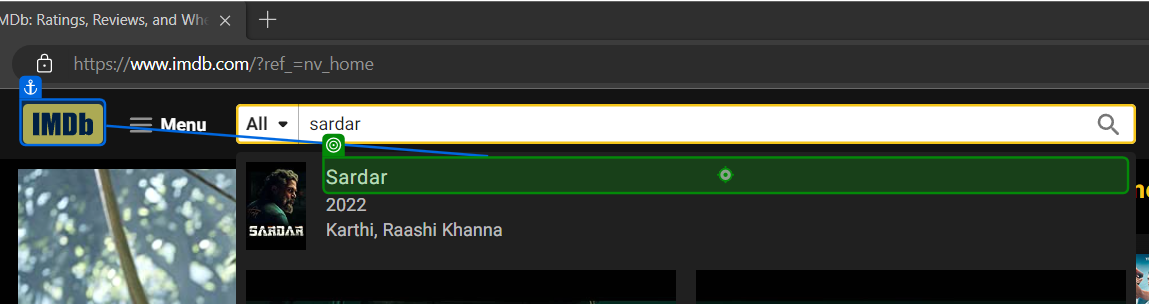 MDb: Ratings, Reviews, and Whe
https://www.imdb.com/?ref_=nv_home
IMDb
Menu
All
sardar
Sardar
2022
Karthi, Raashi Khanna
SARDAR